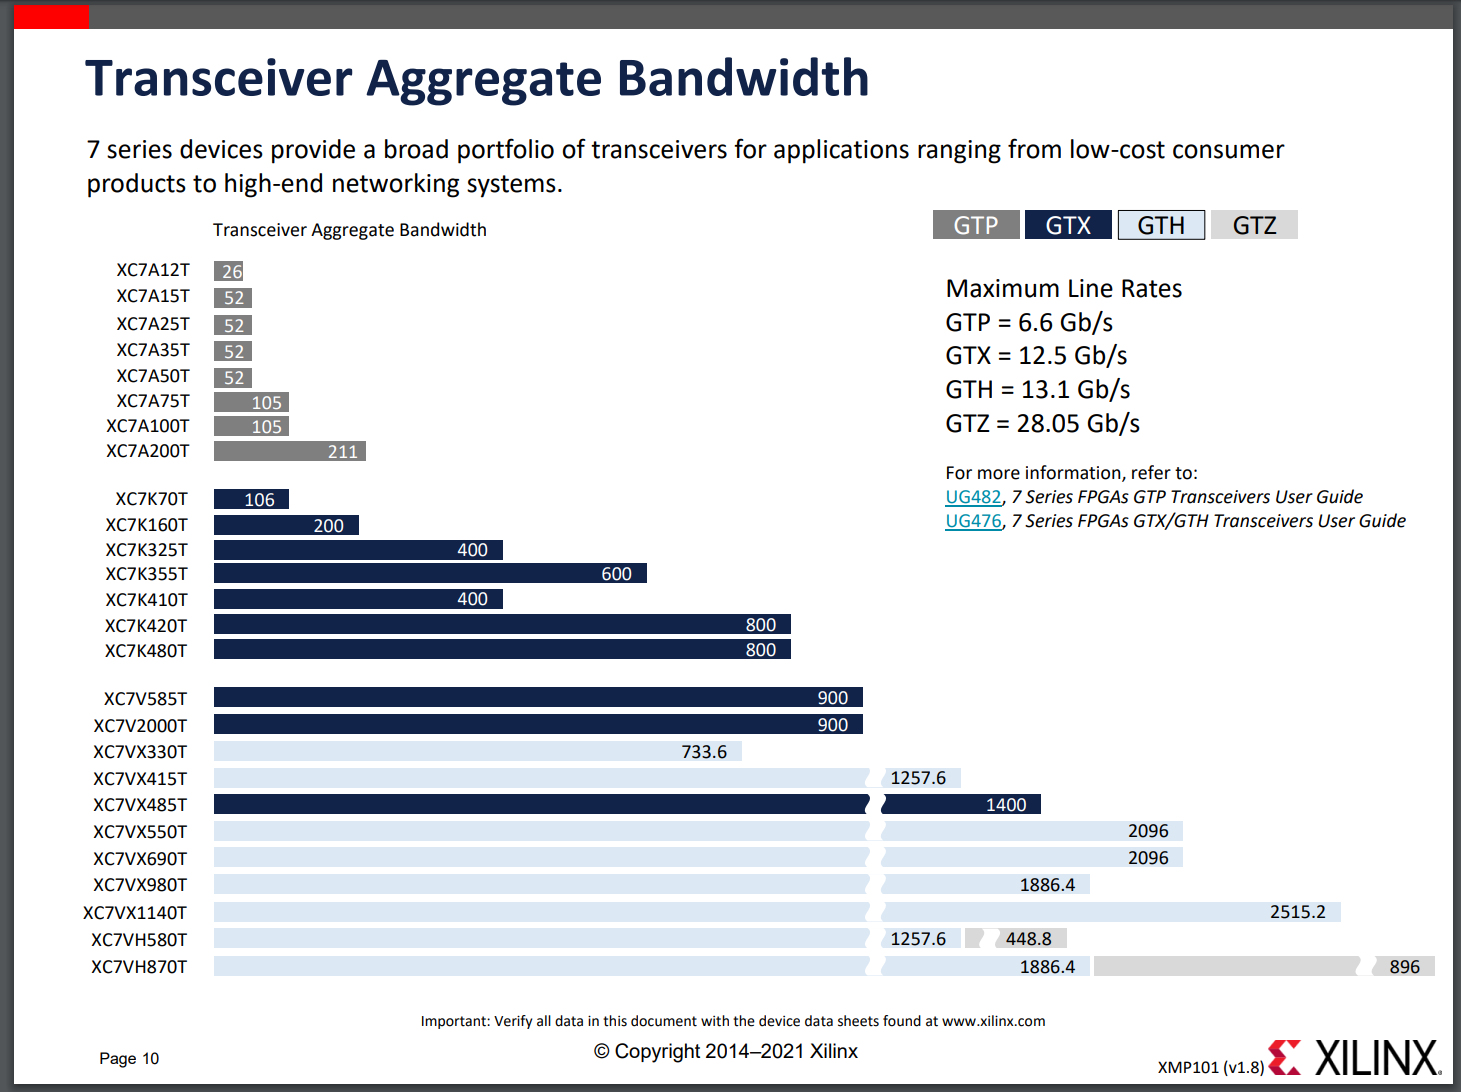 Transceiver Aggregate Bandwidth
7 series devices provide a broad portfolio of transceivers for applications ranging from low-cost consumer
products to high-end networking systems.
Transceiver Aggregate Bandwidth
GTP GTX GTH GTZ
XC7A12T 26
XC7A15T 52
XC7A25T 52
XC7A35T 52
XC7A50T 52
XC7A75T 105
XC7A100T 105
XC7A200T 211
XC7K70T 106
XC7K160T 200
XC7K325T 400
XC7K355T 600
XC7K410T 400
XC7K420T 800
XC7K480T 800
XC7V585T 900
XC7V2000T 900
XC7VX330T 733.6
XC7VX415T 1257.6
XC7VX485T 1400
XC7VX550T 2096
XC7VX690T 2096
XC7VX980T 1886.4
XC7VX1140T 2515.2
XC7VH580T 1257.6 448.8
XC7VH870T 1886.4 896
Maximum Line Rates
GTP = 6.6 Gb/s
GTX = 12.5 Gb/s
GTH = 13.1 Gb/s
GTZ = 28.05 Gb/s
For more information, refer to:
UG482, 7 Series FPGAs GTP Transceivers User Guide
UG476, 7 Series FPGAs GTX/GTH Transceivers User Guide
Important: Verify all data in this document with the device data sheets found at www.xilinx.com
Page 10
© Copyright 2014–2021 Xilinx
XMP101 (v1.8)
XILINX